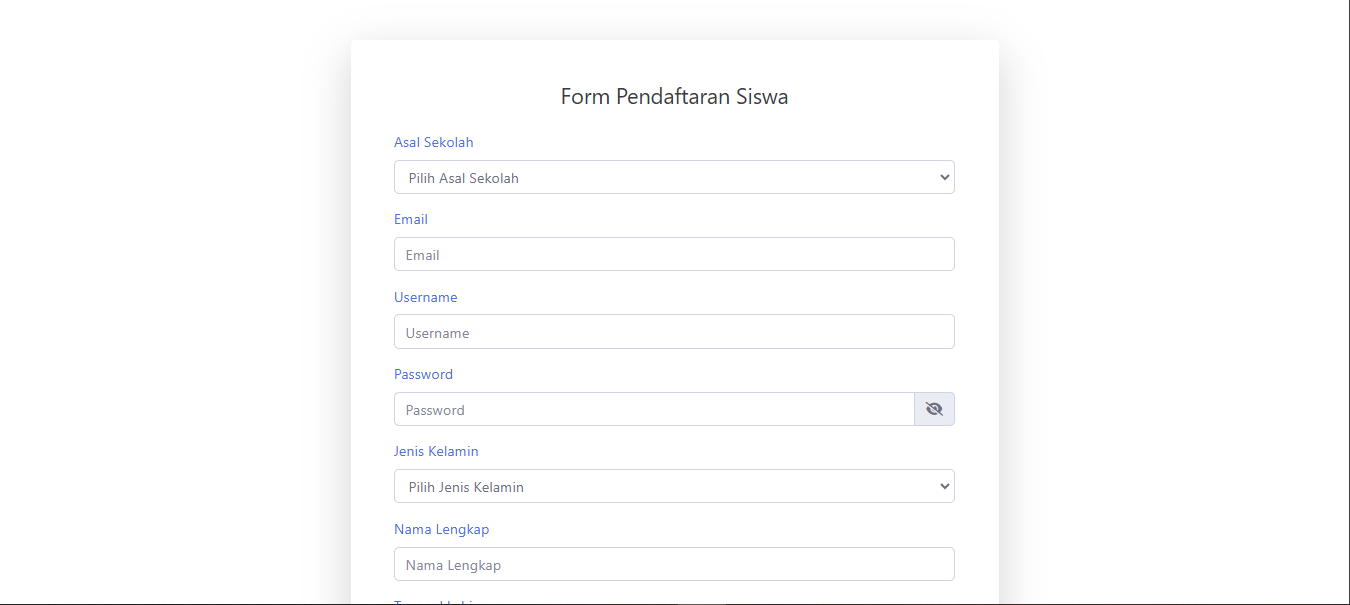 Form Pendaftaran Siswa
Asal Sekolah
Pilih Asal Sekolah
Email
Email
Username
Username
Password
Password
Jenis Kelamin
Pilih Jenis Kelamin
Nama Lengkap
Nama Lengkap